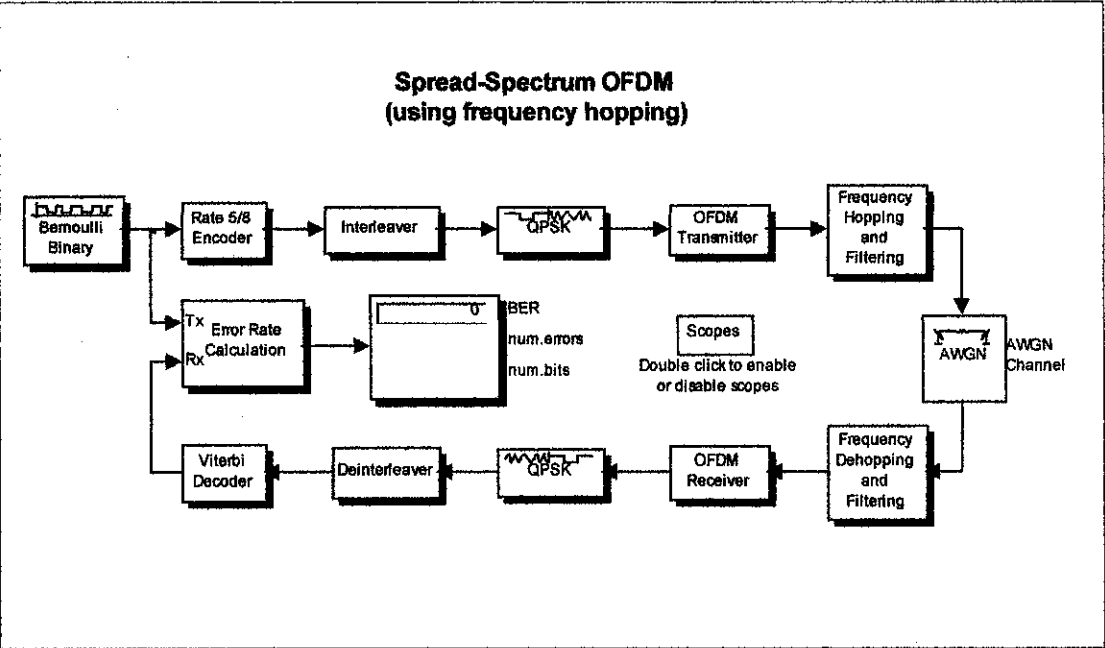 Spread-Spectrum OFDM
(using frequency hopping)
Bernoulli
Binary
Rate 5/8
Encoder
Interleaver
QPSK
OFDM
Transmitter
Frequency
Hopping
and
Filtering
Tx
Rx
Error Rate
Calculation
0
BER
num.errors
num.bits
Scopes
Double click to enable
or disable scopes
AWGN
AWGN
Channel
Viterbi
Decoder
Deinterleaver
QPSK
OFDM
Receiver
Frequency
Dehopping
and
Filtering